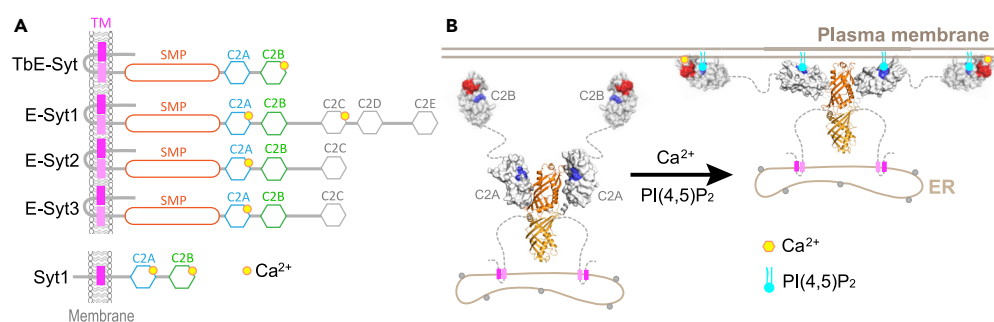 A
TM
TbE-Syt
SMP
C2A
C2B
E-Syt1
SMP
C2A
C2B
C2C
C2D
C2E
E-Syt2
SMP
C2A
C2B
C2C
E-Syt3
SMP
C2A
C2B
C2C
Syt1
C2A
C2B
Ca²⁺
Membrane
B
Plasma membrane
C2B
C2B
C2A
C2A
Ca²⁺
PI(4,5)P₂
ER
Ca²⁺
PI(4,5)P₂